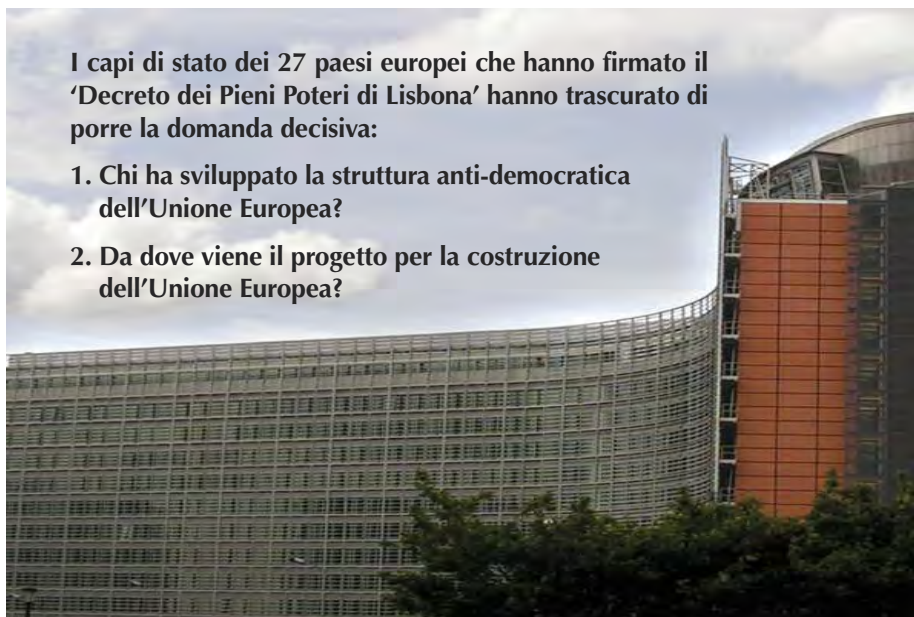 I capi di stato dei 27 paesi europei che hanno firmato il
‘Decreto dei Pieni Poteri di Lisbona’ hanno trascurato di
porre la domanda decisiva:
1. Chi ha sviluppato la struttura anti-democratica
dell’Unione Europea?
2. Da dove viene il progetto per la costruzione
dell’Unione Europea?